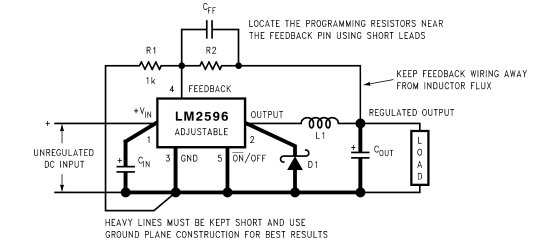 CFF
LOCATE THE PROGRAMMING RESISTORS NEAR
THE FEEDBACK PIN USING SHORT LEADS
R1
R2
1k
4
FEEDBACK
KEEP FEEDBACK WIRING AWAY
FROM INDUCTOR FLUX
+VIN
LM2596
ADJUSTABLE
OUTPUT
REGULATED OUTPUT
+
1
2
L1
UNREGULATED
DC INPUT
+
CIN
3
GND
5
ON/OFF
D1
+
COUT
LOAD
HEAVY LINES MUST BE KEPT SHORT AND USE
GROUND PLANE CONSTRUCTION FOR BEST RESULTS